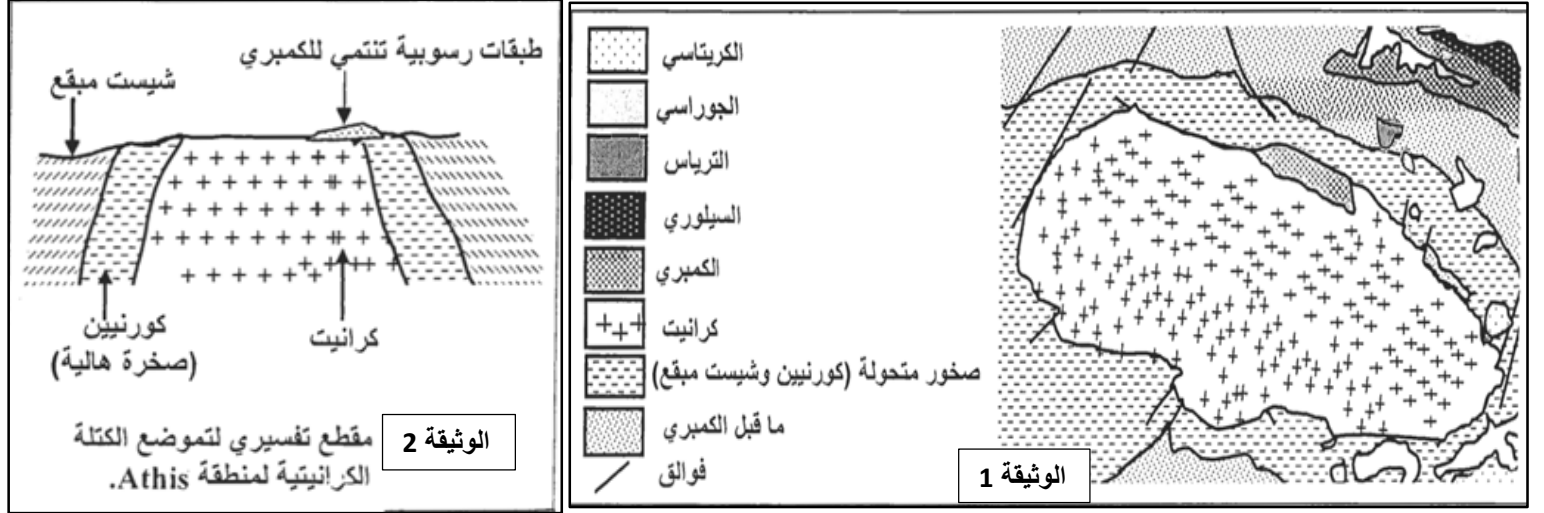 الكريتاسي
الجوراسي
الترياس
السيلوري
الكمبري
كرانيت
صخور متحولة (كورنيين وشيست مبقع)
ما قبل الكمبري
فوالق
الوثيقة 1
طبقات رسوبية تنتمي للكمبري
شيست مبقع
كورنيين
(صخرة هالية)
كرانيت
مقطع تفسيري لتموضع الكتلة
الكرانيتية لمنطقة Athis.
الوثيقة 2